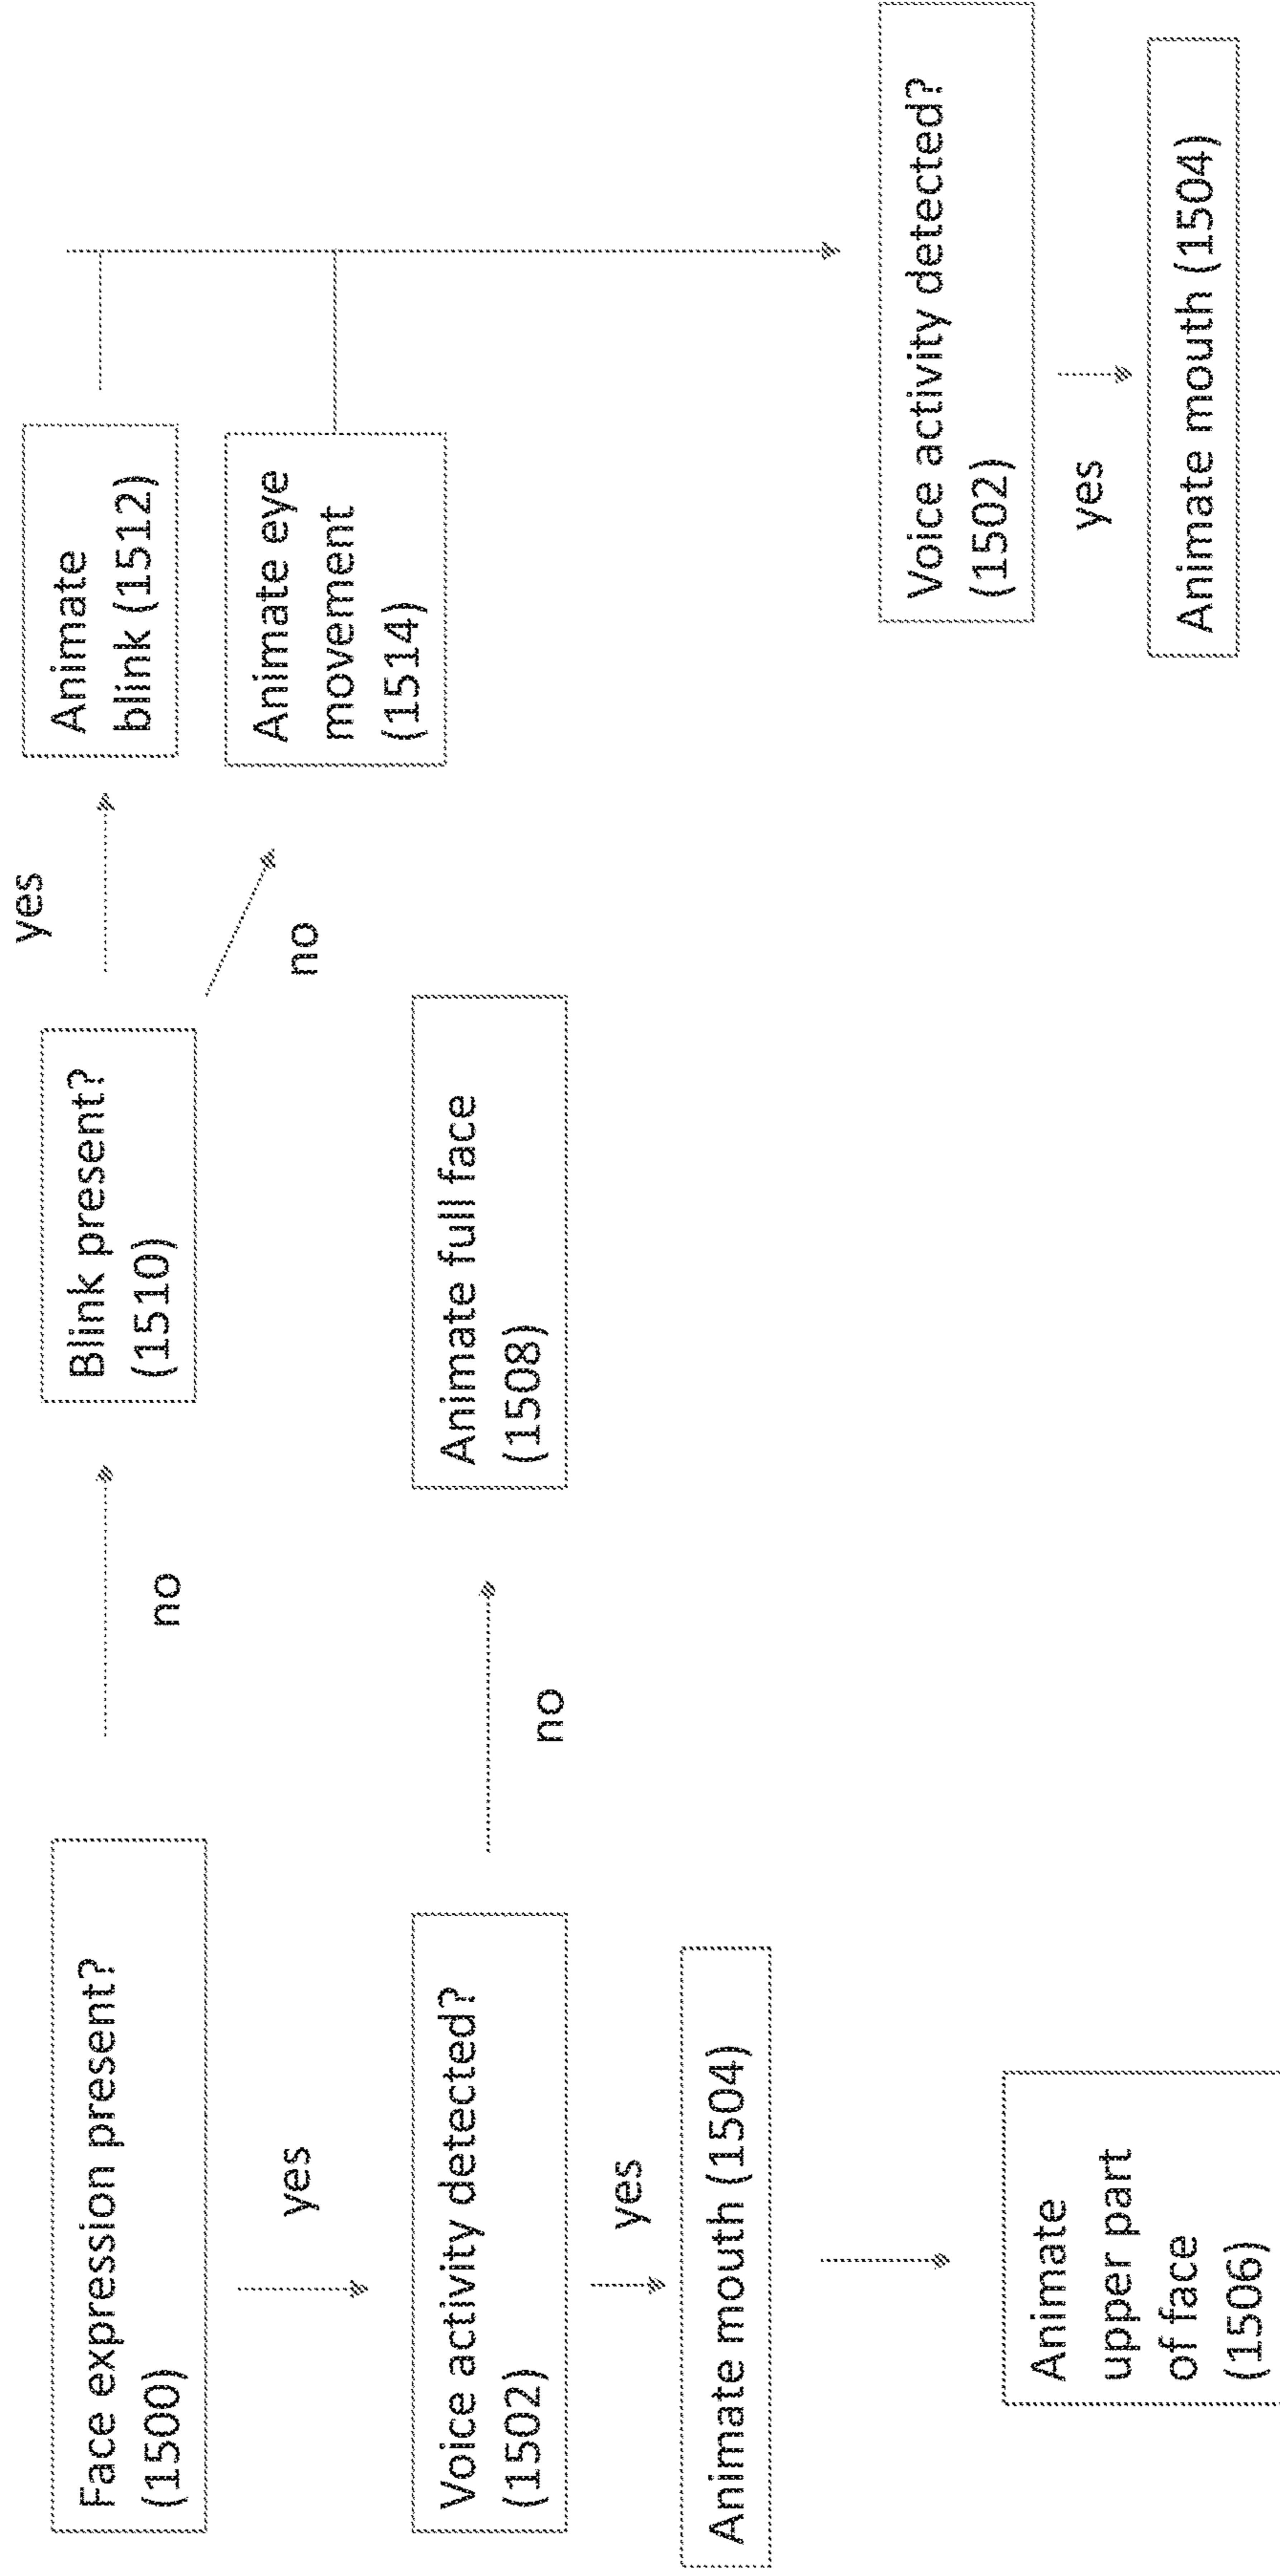 Face expression present?
(1500)
no
Blink present?
(1510)
yes
Animate
blink (1512)
no
Animate eye
movement
(1514)
yes
Voice activity detected?
(1502)
no
Animate full face
(1508)
yes
Animate mouth (1504)
Animate
upper part
of face
(1506)
Voice activity detected?
(1502)
yes
Animate mouth (1504)